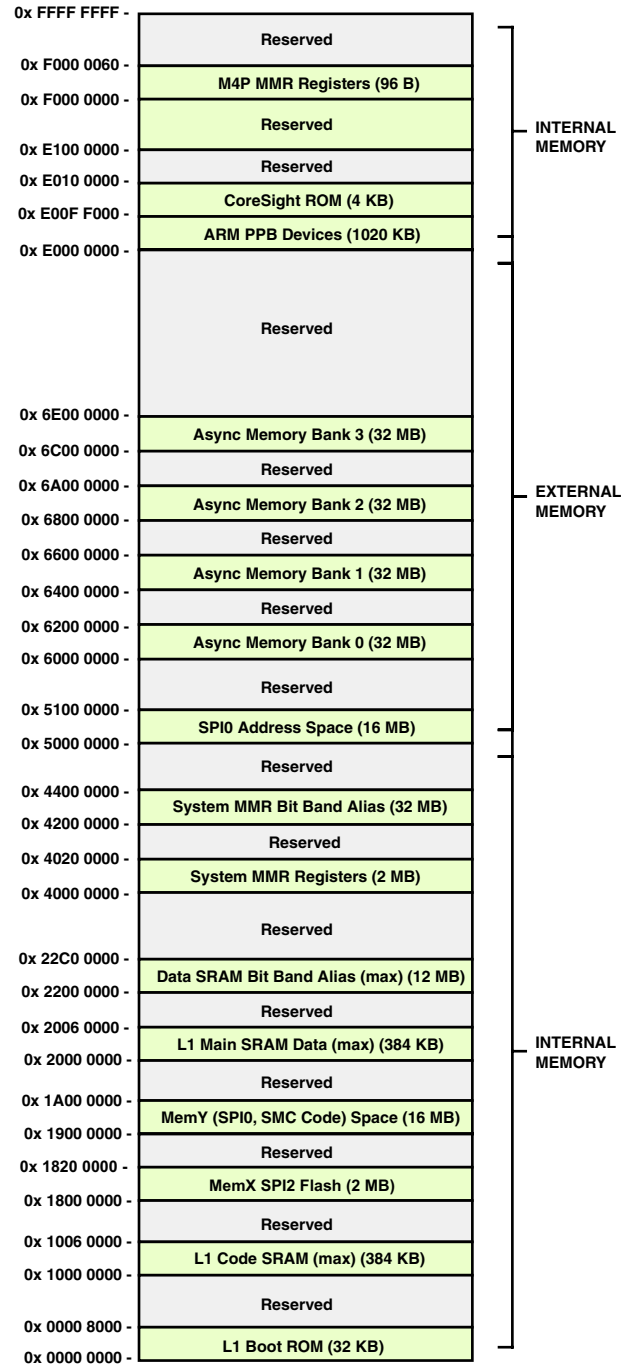 0x FFFF FFFF -
Reserved
0x F000 0060 -
M4P MMR Registers (96 B)
0x F000 0000 -
Reserved
INTERNAL
MEMORY
0x E100 0000 -
Reserved
0x E010 0000 -
CoreSight ROM (4 KB)
0x E00F F000 -
ARM PPB Devices (1020 KB)
0x E000 0000 -
Reserved
0x 6E00 0000 -
Async Memory Bank 3 (32 MB)
0x 6C00 0000 -
Reserved
0x 6A00 0000 -
Async Memory Bank 2 (32 MB)
EXTERNAL
MEMORY
0x 6800 0000 -
Reserved
0x 6600 0000 -
Async Memory Bank 1 (32 MB)
0x 6400 0000 -
Reserved
0x 6200 0000 -
Async Memory Bank 0 (32 MB)
0x 6000 0000 -
Reserved
0x 5100 0000 -
SPI0 Address Space (16 MB)
0x 5000 0000 -
Reserved
0x 4400 0000 -
System MMR Bit Band Alias (32 MB)
0x 4200 0000 -
Reserved
0x 4020 0000 -
System MMR Registers (2 MB)
0x 4000 0000 -
Reserved
0x 22C0 0000 -
Data SRAM Bit Band Alias (max) (12 MB)
0x 2200 0000 -
Reserved
0x 2006 0000 -
L1 Main SRAM Data (max) (384 KB)
INTERNAL
MEMORY
0x 2000 0000 -
Reserved
0x 1A00 0000 -
MemY (SPI0, SMC Code) Space (16 MB)
0x 1900 0000 -
Reserved
0x 1820 0000 -
MemX SPI2 Flash (2 MB)
0x 1800 0000 -
Reserved
0x 1006 0000 -
L1 Code SRAM (max) (384 KB)
0x 1000 0000 -
Reserved
0x 0000 8000 -
L1 Boot ROM (32 KB)
0x 0000 0000 -